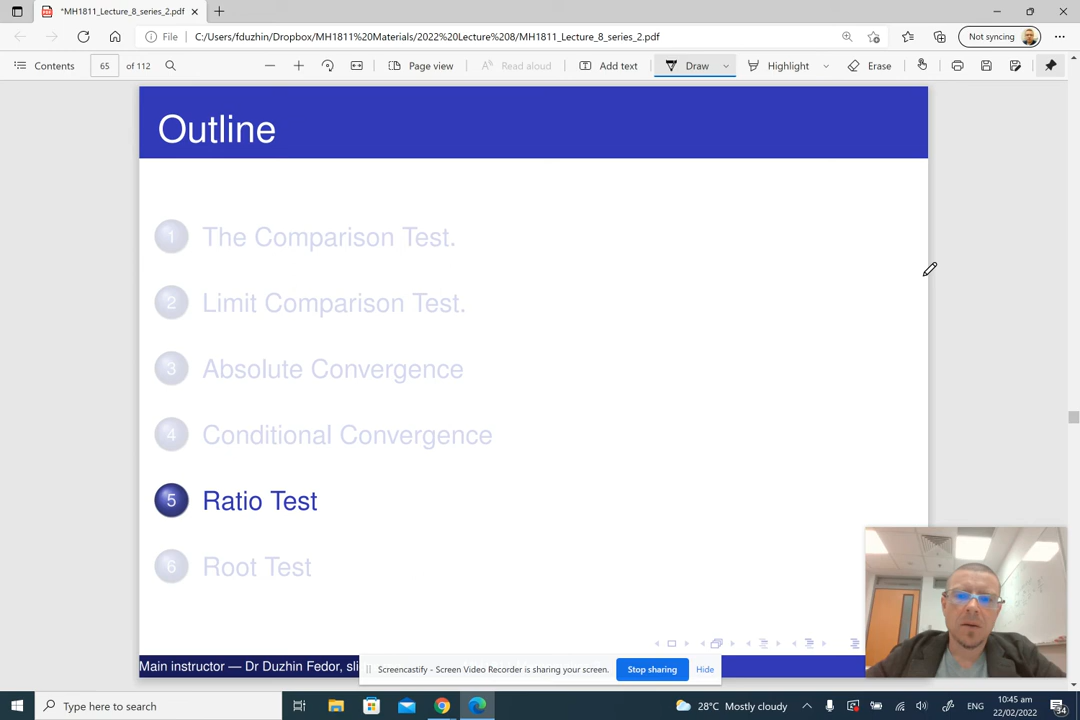 *MH1811_Lecture_8_series_2.pdf
File
C:/Users/fduzhin/Dropbox/MH1811%20Materials/2022%20Lecture%208/MH1811_Lecture_8_series_2.pdf
Not syncing
Contents
65
of 112
Page view
Read aloud
Add text
Draw
Highlight
Erase
Outline
1 The Comparison Test.
2 Limit Comparison Test.
3 Absolute Convergence
4 Conditional Convergence
5 Ratio Test
6 Root Test
Main instructor — Dr Duzhin Fedor, sli
Screencastify - Screen Video Recorder is sharing your screen.
Stop sharing
Hide
Type here to search
28°C Mostly cloudy
ENG
10:45 am
22/02/2022
34